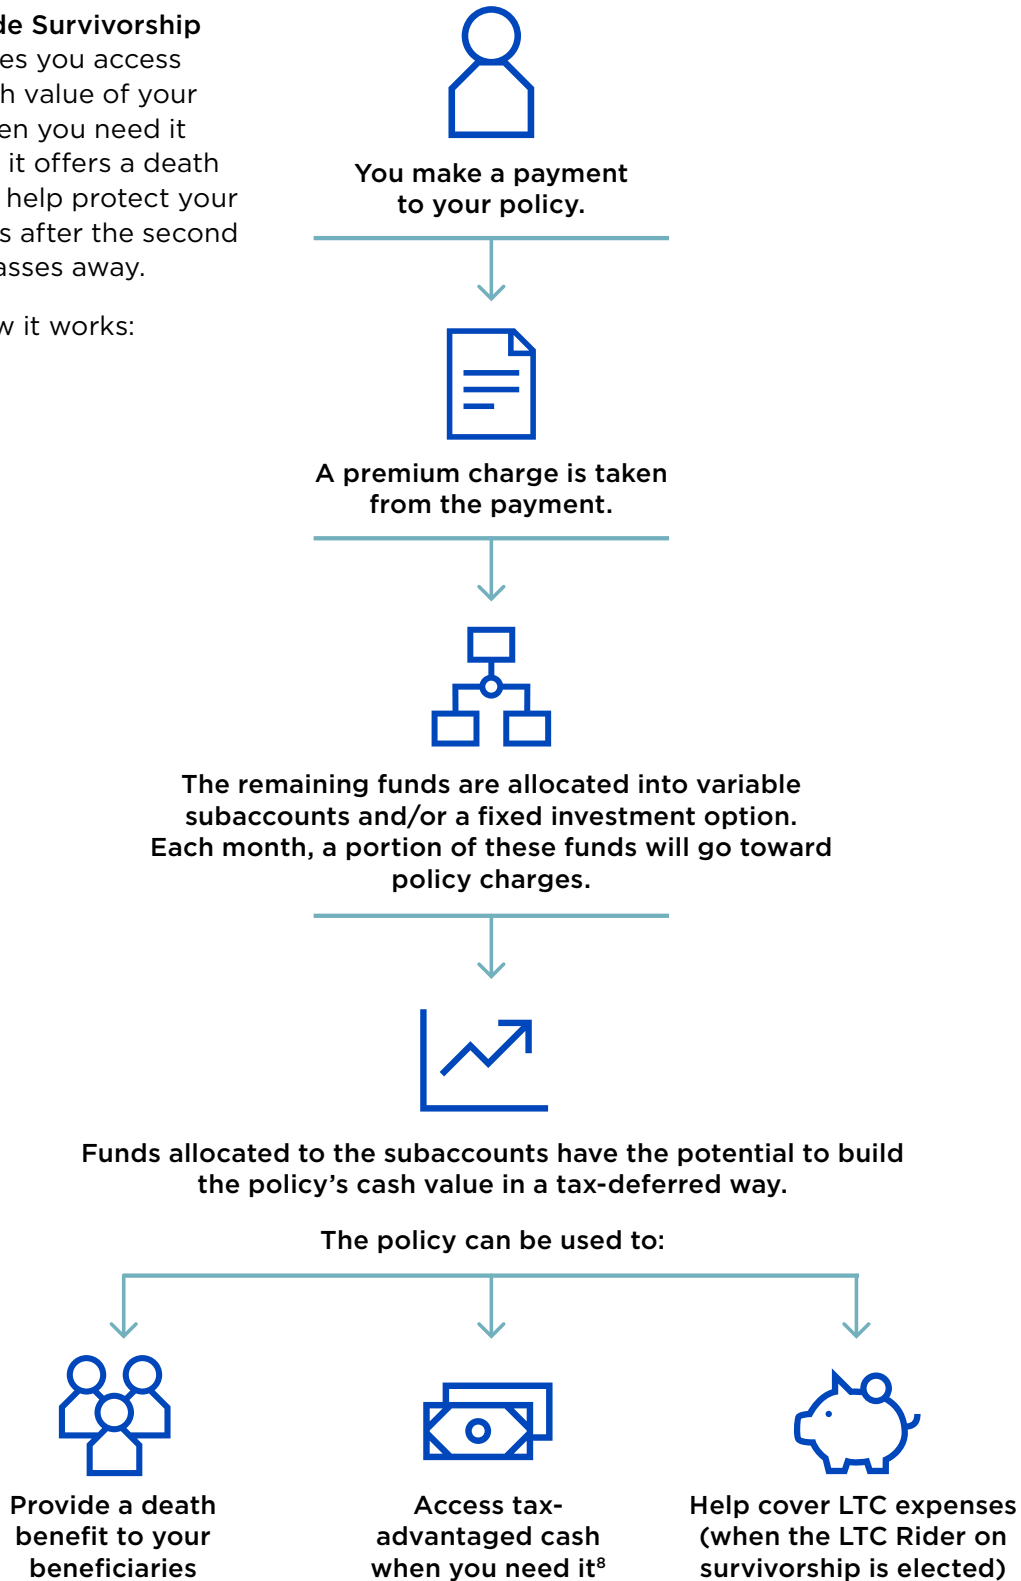 de Survivorship
es you access
h value of your
en you need it
it offers a death
help protect your
s after the second
asses away.
w it works:
You make a payment
to your policy.
A premium charge is taken
from the payment.
The remaining funds are allocated into variable
subaccounts and/or a fixed investment option.
Each month, a portion of these funds will go toward
policy charges.
Funds allocated to the subaccounts have the potential to build
the policy’s cash value in a tax-deferred way.
The policy can be used to:
Provide a death
benefit to your
beneficiaries
Access tax-
advantaged cash
when you need it⁸
Help cover LTC expenses
(when the LTC Rider on
survivorship is elected)